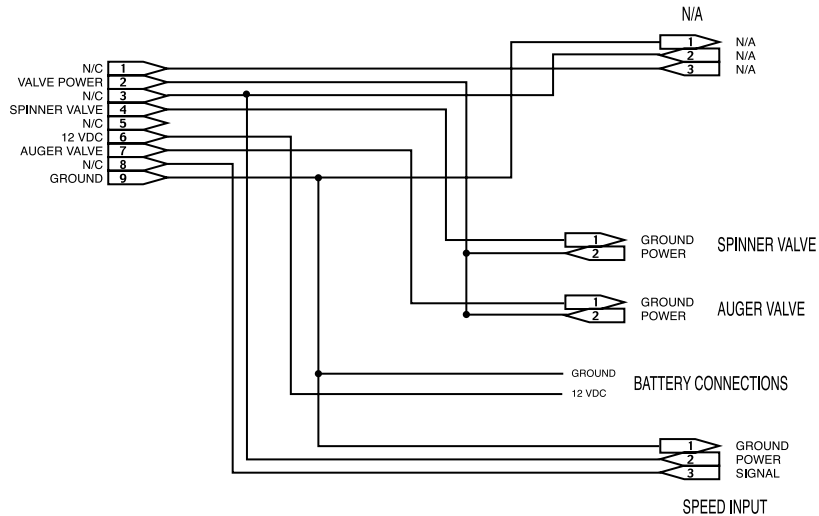 N/A
1 N/A
2 N/A
3 N/A
N/C 1
VALVE POWER 2
N/C 3
SPINNER VALVE 4
N/C 5
12 VDC 6
AUGER VALVE 7
N/C 8
GROUND 9
1 GROUND
2 POWER
SPINNER VALVE
1 GROUND
2 POWER
AUGER VALVE
GROUND
12 VDC
BATTERY CONNECTIONS
1 GROUND
2 POWER
3 SIGNAL
SPEED INPUT